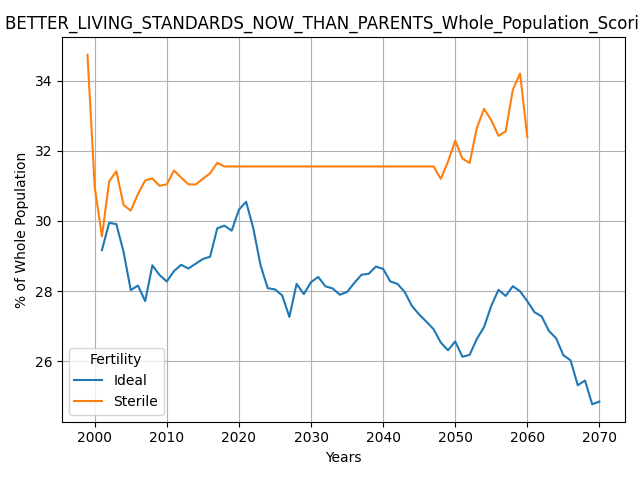 BETTER_LIVING_STANDARDS_NOW_THAN_PARENTS_Whole_Population_Scori
% of Whole Population
34
32
30
28
26
Fertility
Ideal
Sterile
2000 2010 2020 2030 2040 2050 2060 2070
Years